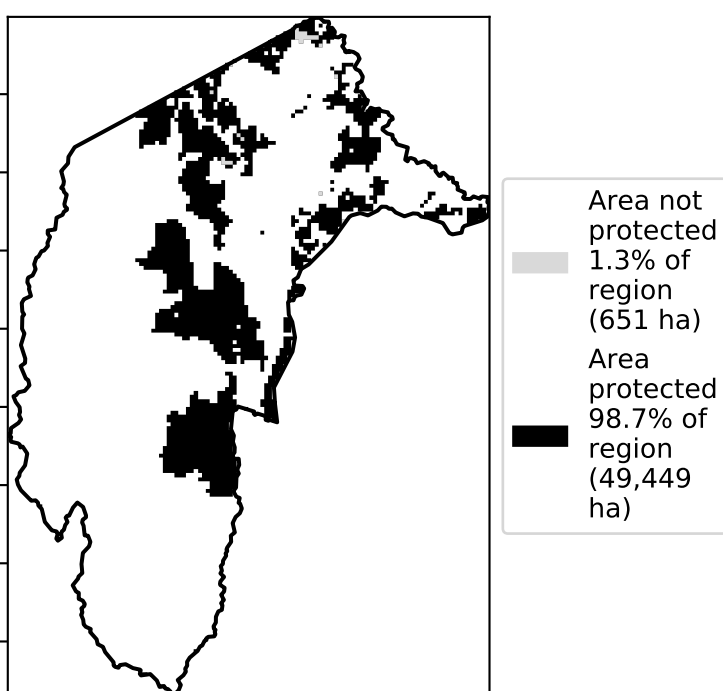 Area not
protected
1.3% of
region
(651 ha)
Area
protected
98.7% of
region
(49,449
ha)